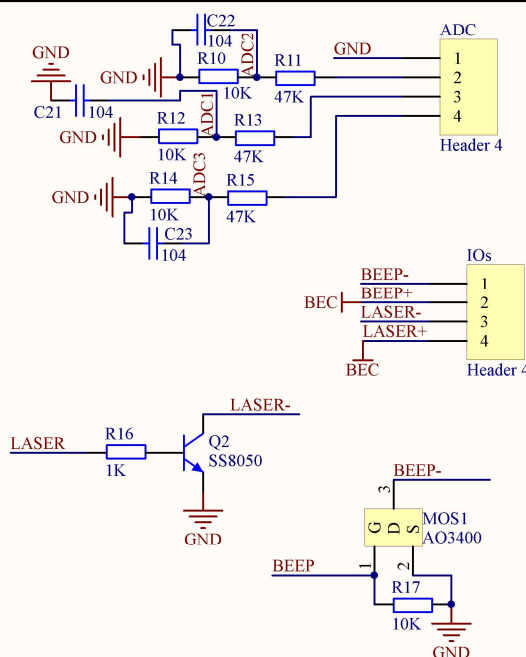 C22
104
ADC
GND
GND
R10
10K
ADC2
R11
47K
GND
1
2
3
4
Header 4
C21
104
ADC1
GND
R12
10K
R13
47K
GND
R14
10K
ADC3
R15
47K
C23
104
IOs
BEEP-
1
BEC
BEEP+
2
LASER-
3
LASER+
4
BEC
Header 4
LASER-
LASER
R16
1K
Q2
SS8050
GND
BEEP-
3
G
D
S
MOS1
AO3400
BEEP
1
2
R17
10K
GND